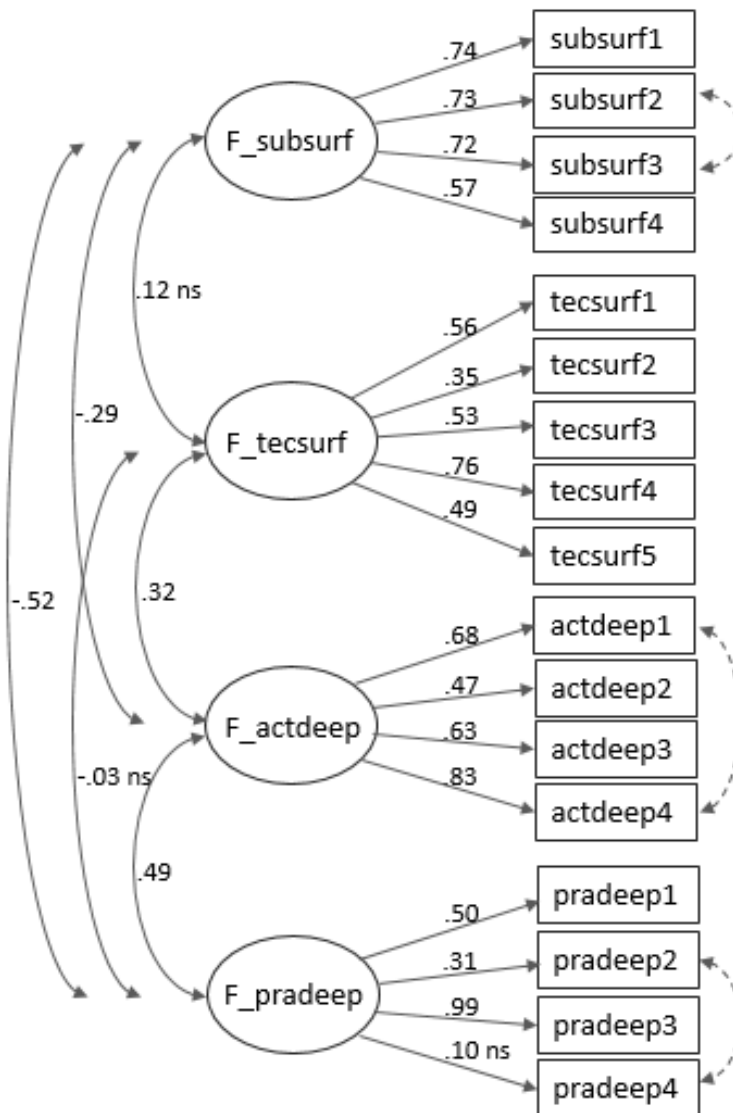 subsurf1
.74
subsurf2
.73
F_subsurf
.72
subsurf3
.57
subsurf4
.12 ns
tecsurf1
.56
tecsurf2
.35
-.29
F_tecsurf
.53
tecsurf3
.76
tecsurf4
.49
tecsurf5
-.52
.32
actdeep1
.68
actdeep2
.47
F_actdeep
.63
actdeep3
-.03 ns
.83
actdeep4
.49
pradeep1
.50
pradeep2
.31
F_pradeep
.99
pradeep3
.10 ns
pradeep4